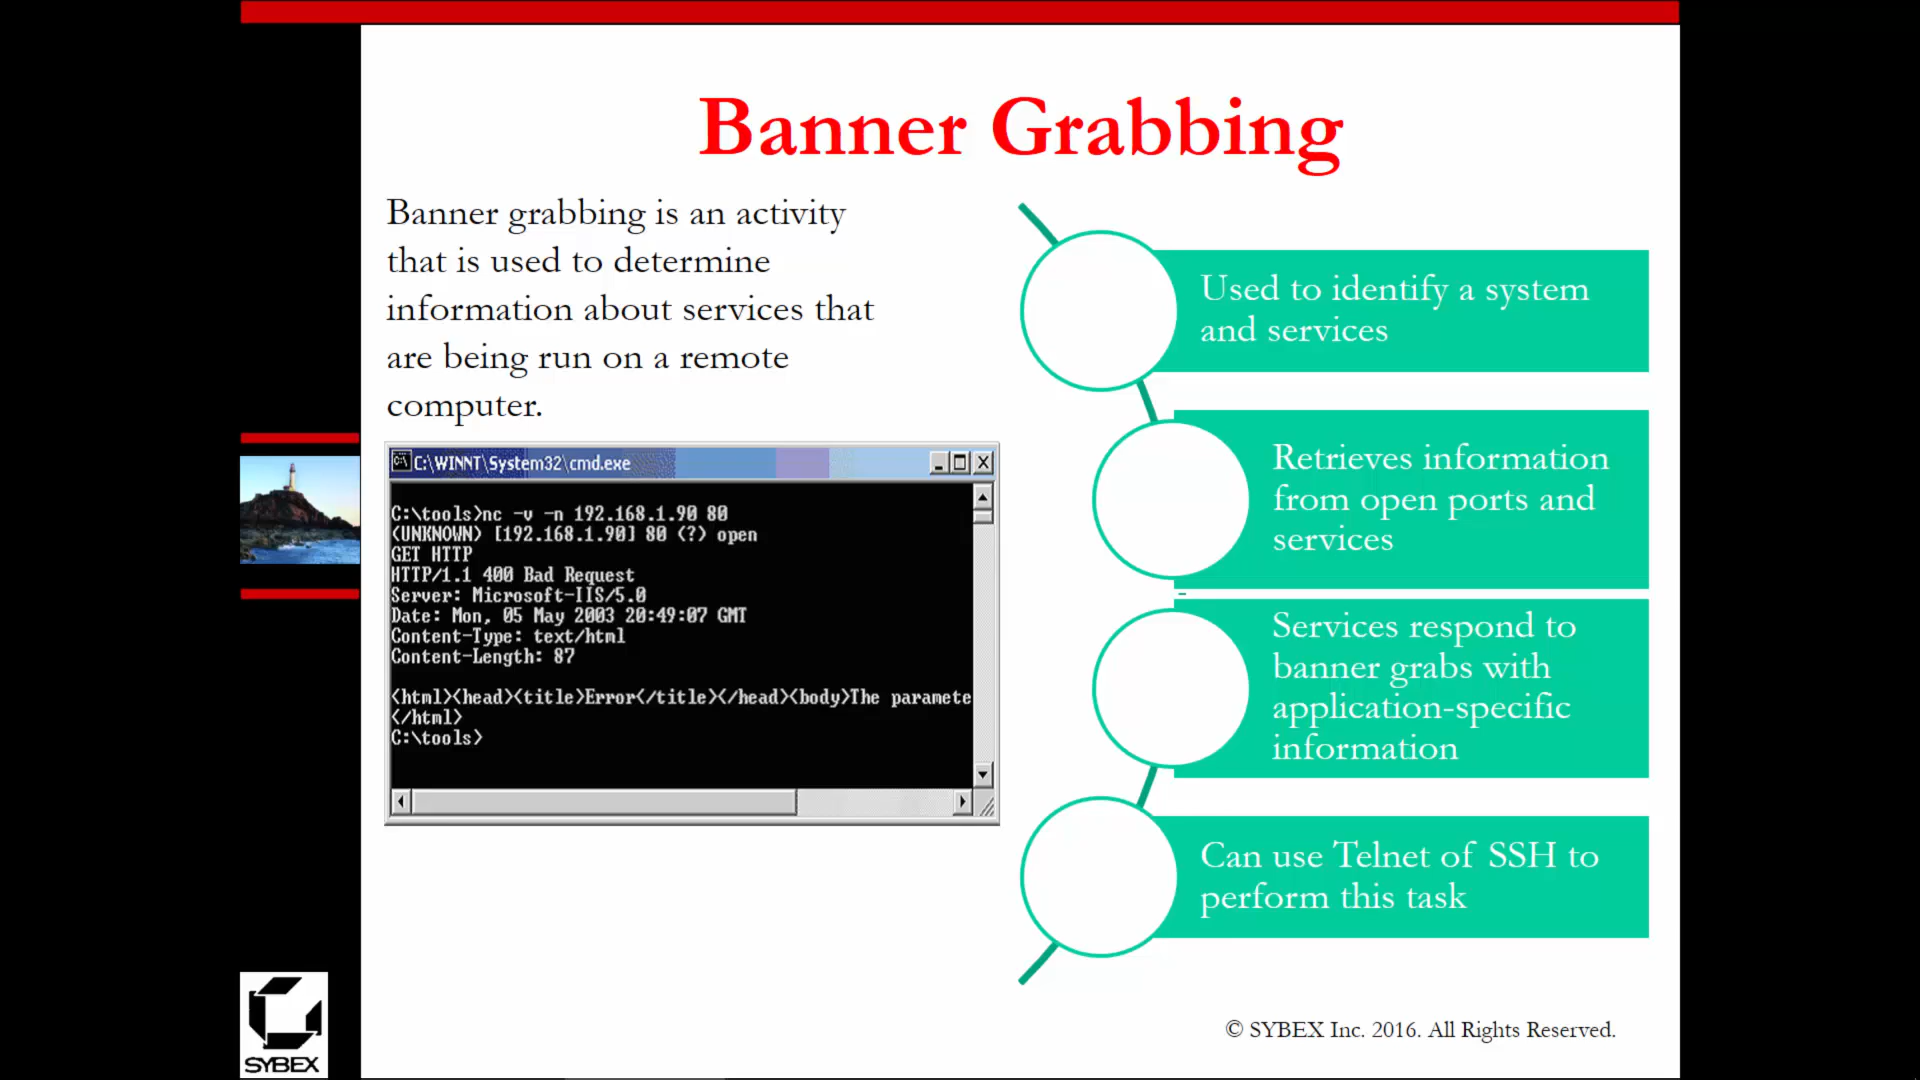 Banner Grabbing
Banner grabbing is an activity
that is used to determine
information about services that
are being run on a remote
computer.
C:\WINNT\System32\cmd.exe
C:\tools>nc -v -n 192.168.1.90 80
(UNKNOWN) [192.168.1.90] 80 (?) open
GET HTTP
HTTP/1.1 400 Bad Request
Server: Microsoft-IIS/5.0
Date: Mon, 05 May 2003 20:49:07 GMT
Content-Type: text/html
Content-Length: 87
<html><head><title>Error</title></head><body>The paramete
</html>
C:\tools>
Used to identify a system
and services
Retrieves information
from open ports and
services
Services respond to
banner grabs with
application-specific
information
Can use Telnet of SSH to
perform this task
© SYBEX Inc. 2016. All Rights Reserved.
SYBEX